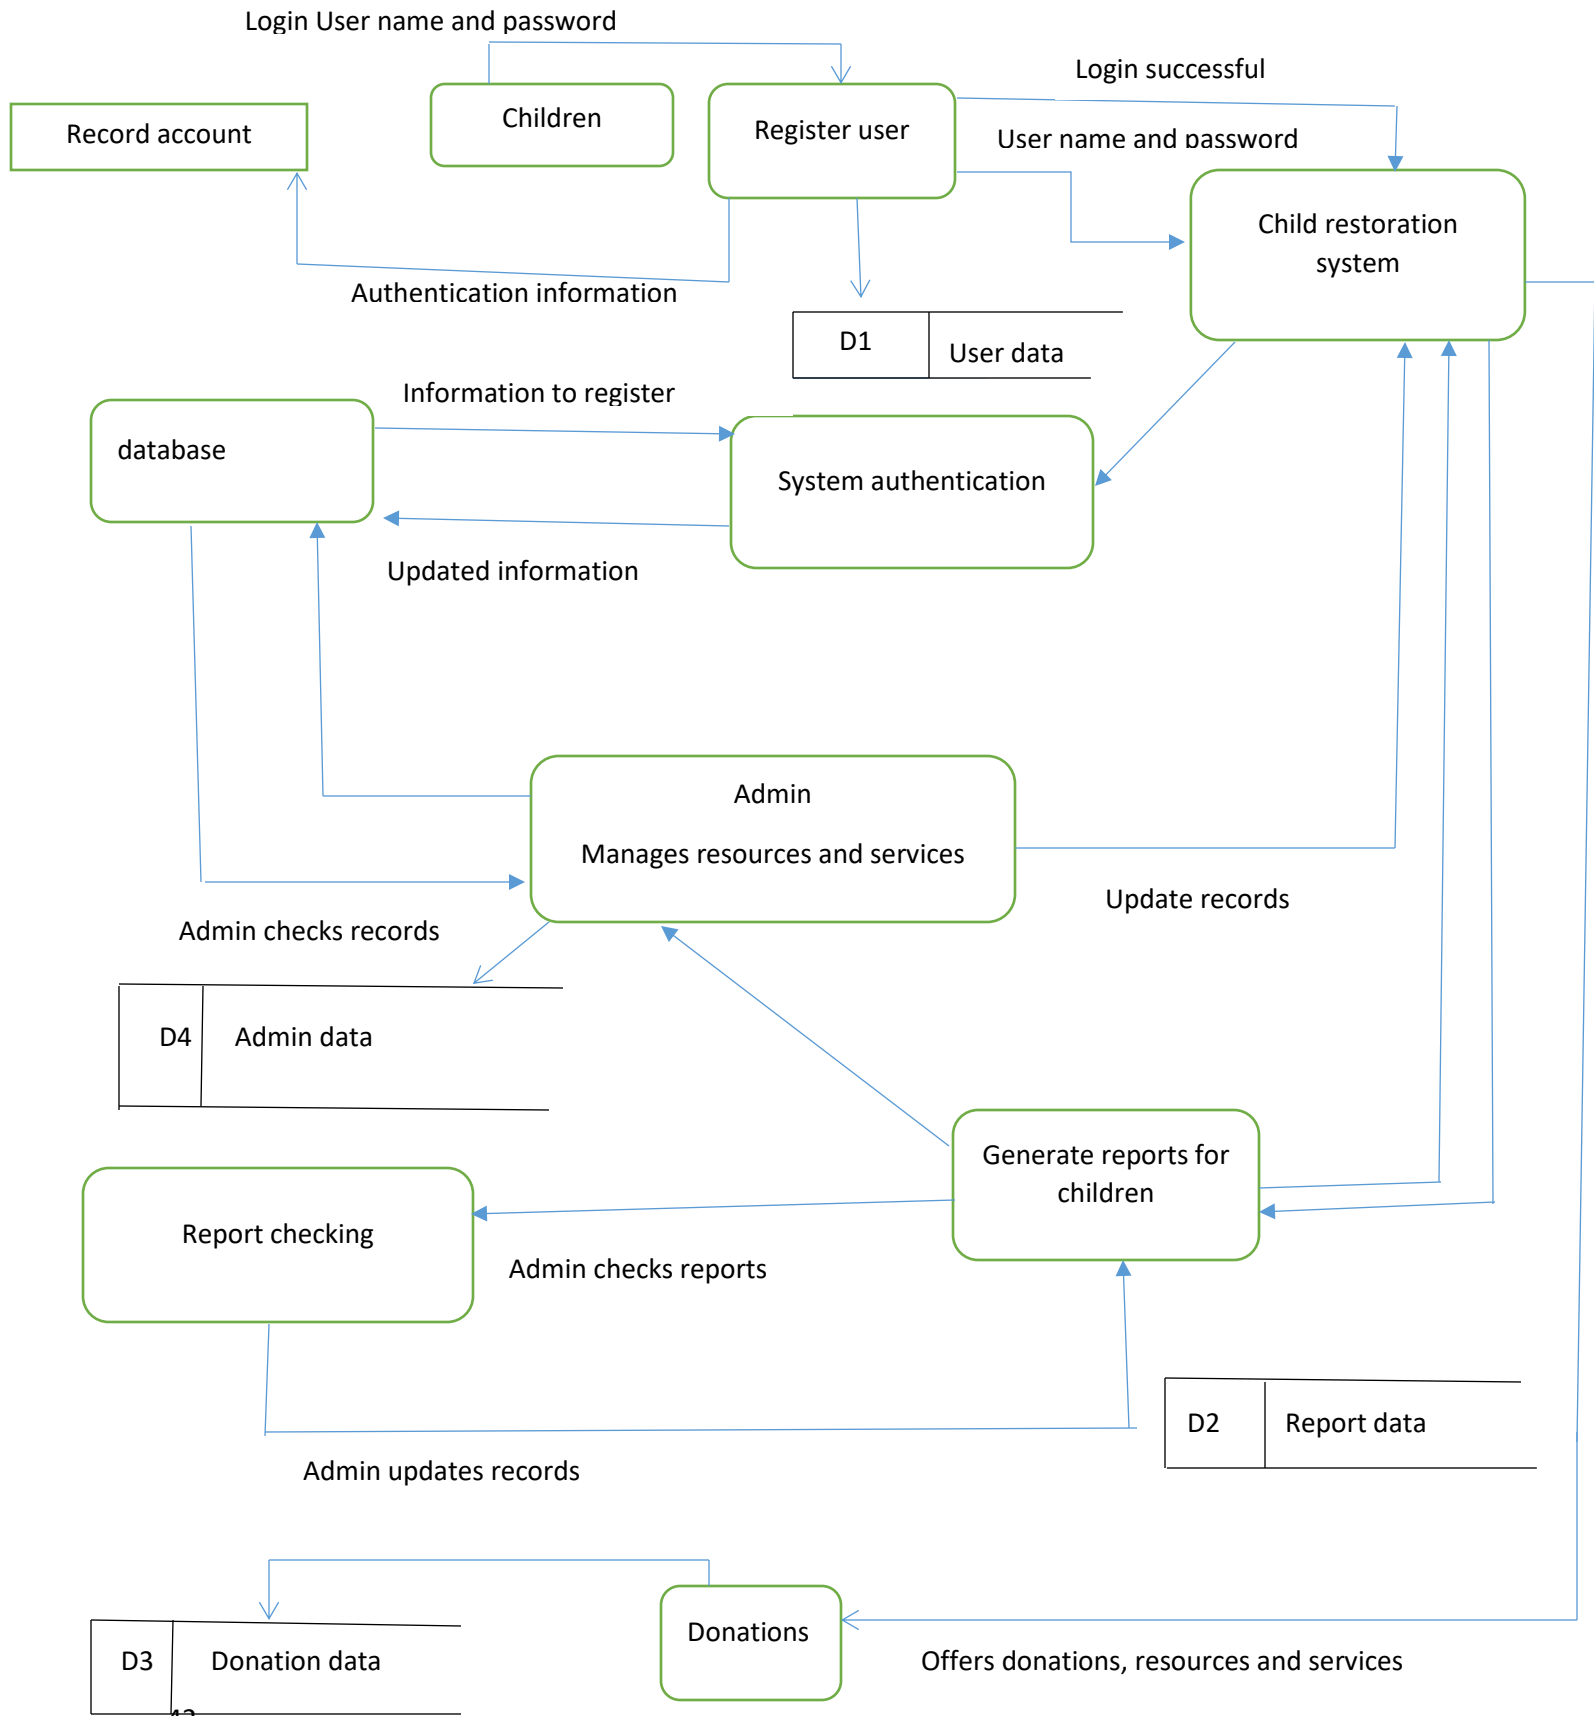 Login User name and password
Login successful
Children
Register user
Record account
User name and password
Child restoration
system
Authentication information
D1
User data
Information to register
database
System authentication
Updated information
Admin
Manages resources and services
Update records
Admin checks records
D4
Admin data
Generate reports for
children
Report checking
Admin checks reports
D2
Report data
Admin updates records
Donations
D3
Donation data
Offers donations, resources and services